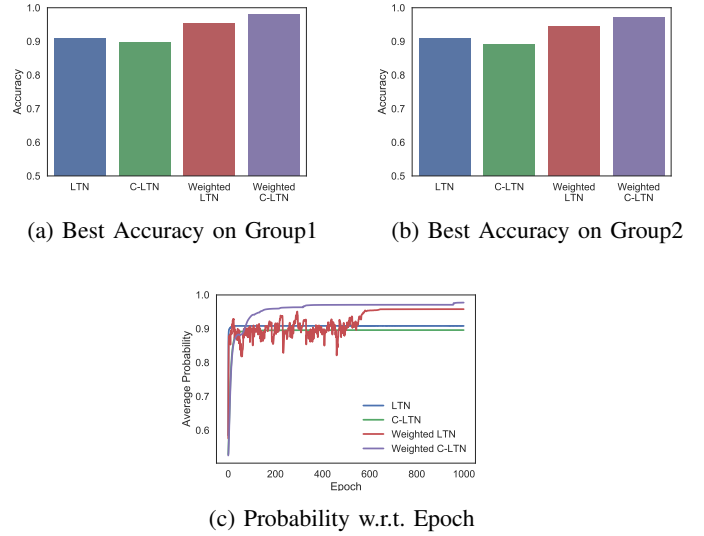 1.0
0.9
0.8
0.7
0.6
0.5
Accuracy
LTN
C-LTN
Weighted
LTN
Weighted
C-LTN
(a) Best Accuracy on Group1
1.0
0.9
0.8
0.7
0.6
0.5
Accuracy
LTN
C-LTN
Weighted
LTN
Weighted
C-LTN
(b) Best Accuracy on Group2
1.0
0.9
0.8
0.7
0.6
Average Probability
LTN
C-LTN
Weighted LTN
Weighted C-LTN
0 200 400 600 800 1000
Epoch
(c) Probability w.r.t. Epoch